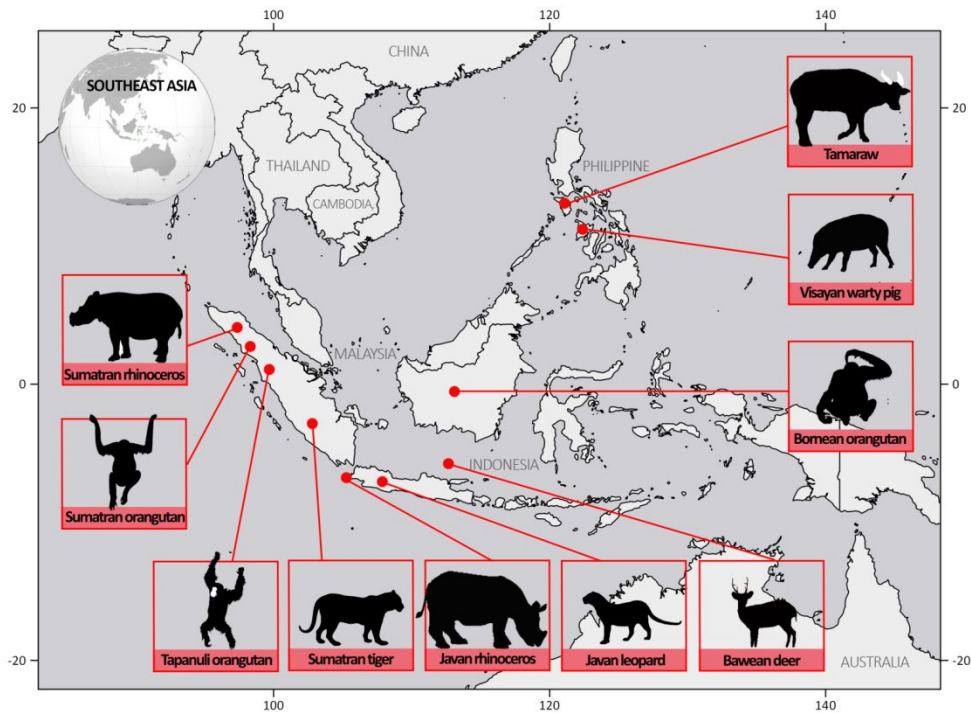 100
120
140
CHINA
SOUTHEAST ASIA
20
20
THAILAND
PHILIPPINE
Tamaraw
CAMBODIA
Visayan warty pig
MALAYSIA
Sumatran rhinoceros
0
0
Bornean orangutan
INDONESIA
Sumatran orangutan
Tapanuli orangutan
Sumatran tiger
Javan rhinoceros
Javan leopard
Bawean deer
AUSTRALIA
-20
-20
100
120
140